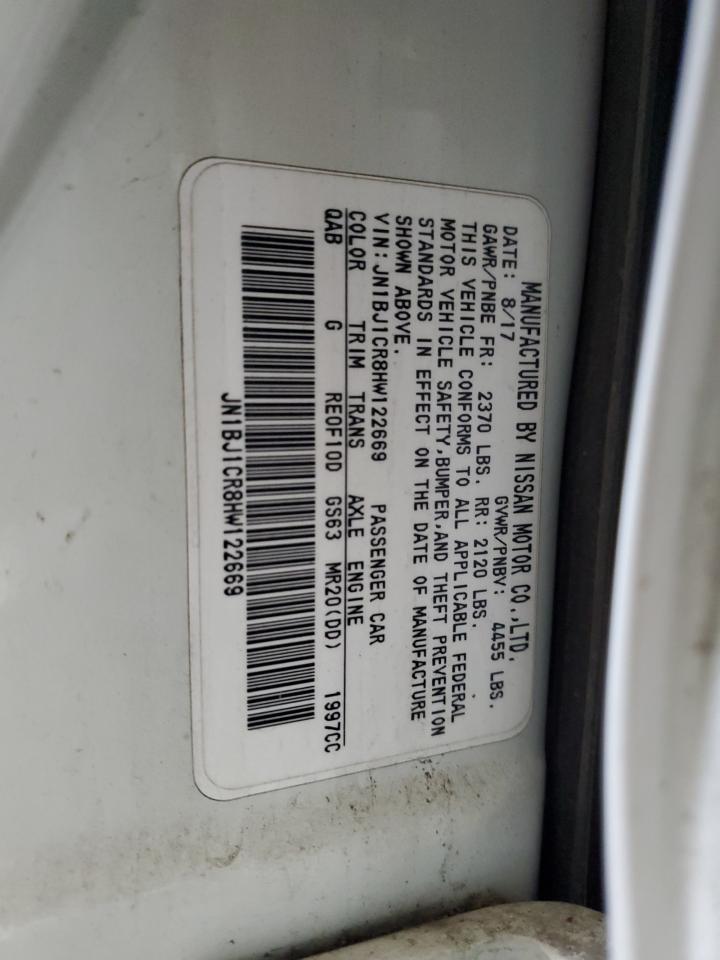 MANUFACTURED BY NISSAN MOTOR CO.,LTD.
DATE: 8/17 GVWR/PNBV: 4455 LBS.
GAWR/PNBE FR: 2370 LBS. RR: 2120 LBS.
THIS VEHICLE CONFORMS TO ALL APPLICABLE FEDERAL
MOTOR VEHICLE SAFETY,BUMPER,AND THEFT PREVENTION
STANDARDS IN EFFECT ON THE DATE OF MANUFACTURE
SHOWN ABOVE.
VIN:JN1BJ1CR8HW122669 PASSENGER CAR
COLOR TRIM TRANS AXLE ENGINE
QAB G RE0F10D GS63 MR20(DD) 1997CC
JN1BJ1CR8HW122669